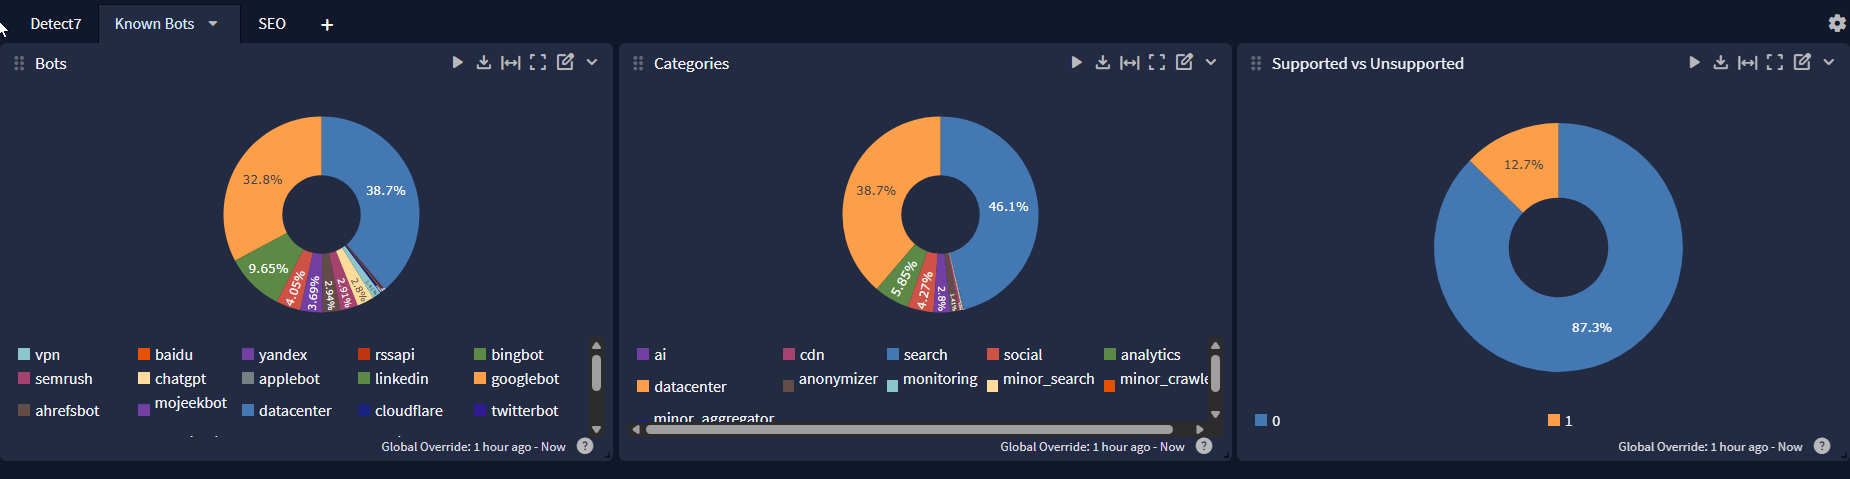 Detect7 Known Bots SEO +
Bots
38.7%
32.8%
9.65%
4.05%
3.69%
2.94%
2.91%
2.8%
vpn baidu yandex rssapi bingbot
semrush chatgpt applebot linkedin googlebot
ahrefsbot mojeekbot datacenter cloudflare twitterbot
Global Override: 1 hour ago - Now ?
Categories
46.1%
38.7%
5.85%
4.27%
2.8%
ai cdn search social analytics
datacenter anonymizer monitoring minor_search minor_crawle
minor_aggregator
Global Override: 1 hour ago - Now ?
Supported vs Unsupported
12.7%
87.3%
0 1
Global Override: 1 hour ago - Now ?